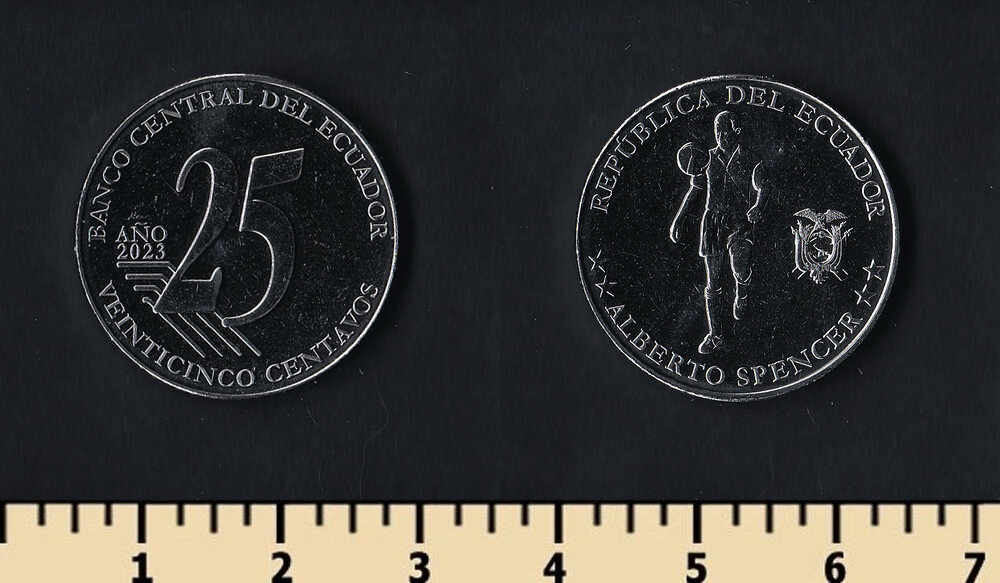 BANCO CENTRAL DEL ECUADOR
25
AÑO
2023
VEINTICINCO CENTAVOS
REPÚBLICA DEL ECUADOR
ALBERTO SPENCER
1 2 3 4 5 6 7